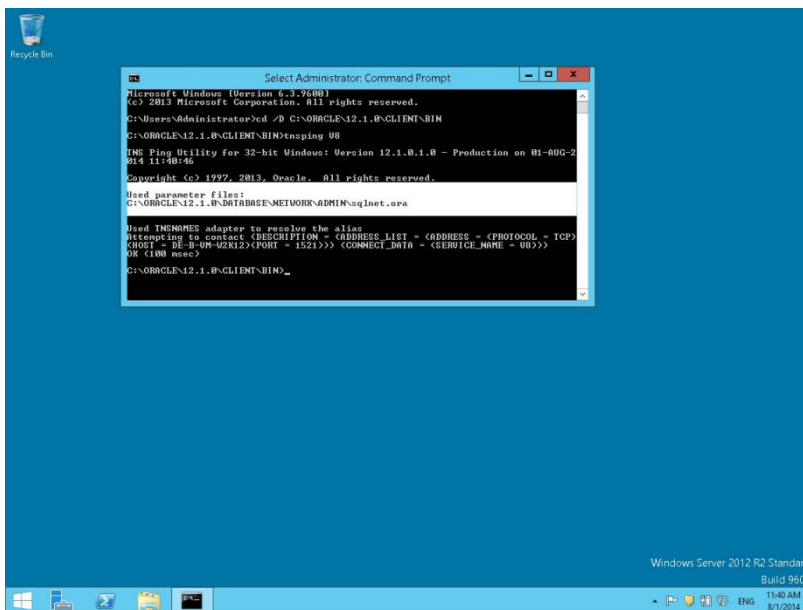 Recycle Bin
Select Administrator: Command Prompt
Microsoft Windows [Version 6.3.9600]
(c) 2013 Microsoft Corporation. All rights reserved.
C:\Users\Administrator>cd /D C:\ORACLE\12.1.0\CLIENT\BIN
C:\ORACLE\12.1.0\CLIENT\BIN>tnsping V8
TNS Ping Utility for 32-bit Windows: Version 12.1.0.1.0 - Production on 01-AUG-2
014 11:40:46
Copyright (c) 1997, 2013, Oracle.  All rights reserved.
Used parameter files:
C:\ORACLE\12.1.0\DATABASE\NETWORK\ADMIN\sqlnet.ora
Used TNSNAMES adapter to resolve the alias
Attempting to contact (DESCRIPTION = (ADDRESS_LIST = (ADDRESS = (PROTOCOL = TCP)
(HOST = DE-B-VM-W2K12)(PORT = 1521))) (CONNECT_DATA = (SERVICE_NAME = V8)))
OK (100 msec)
C:\ORACLE\12.1.0\CLIENT\BIN>_
Windows Server 2012 R2 Standar
Build 960
ENG
11:40 AM
8/1/2014